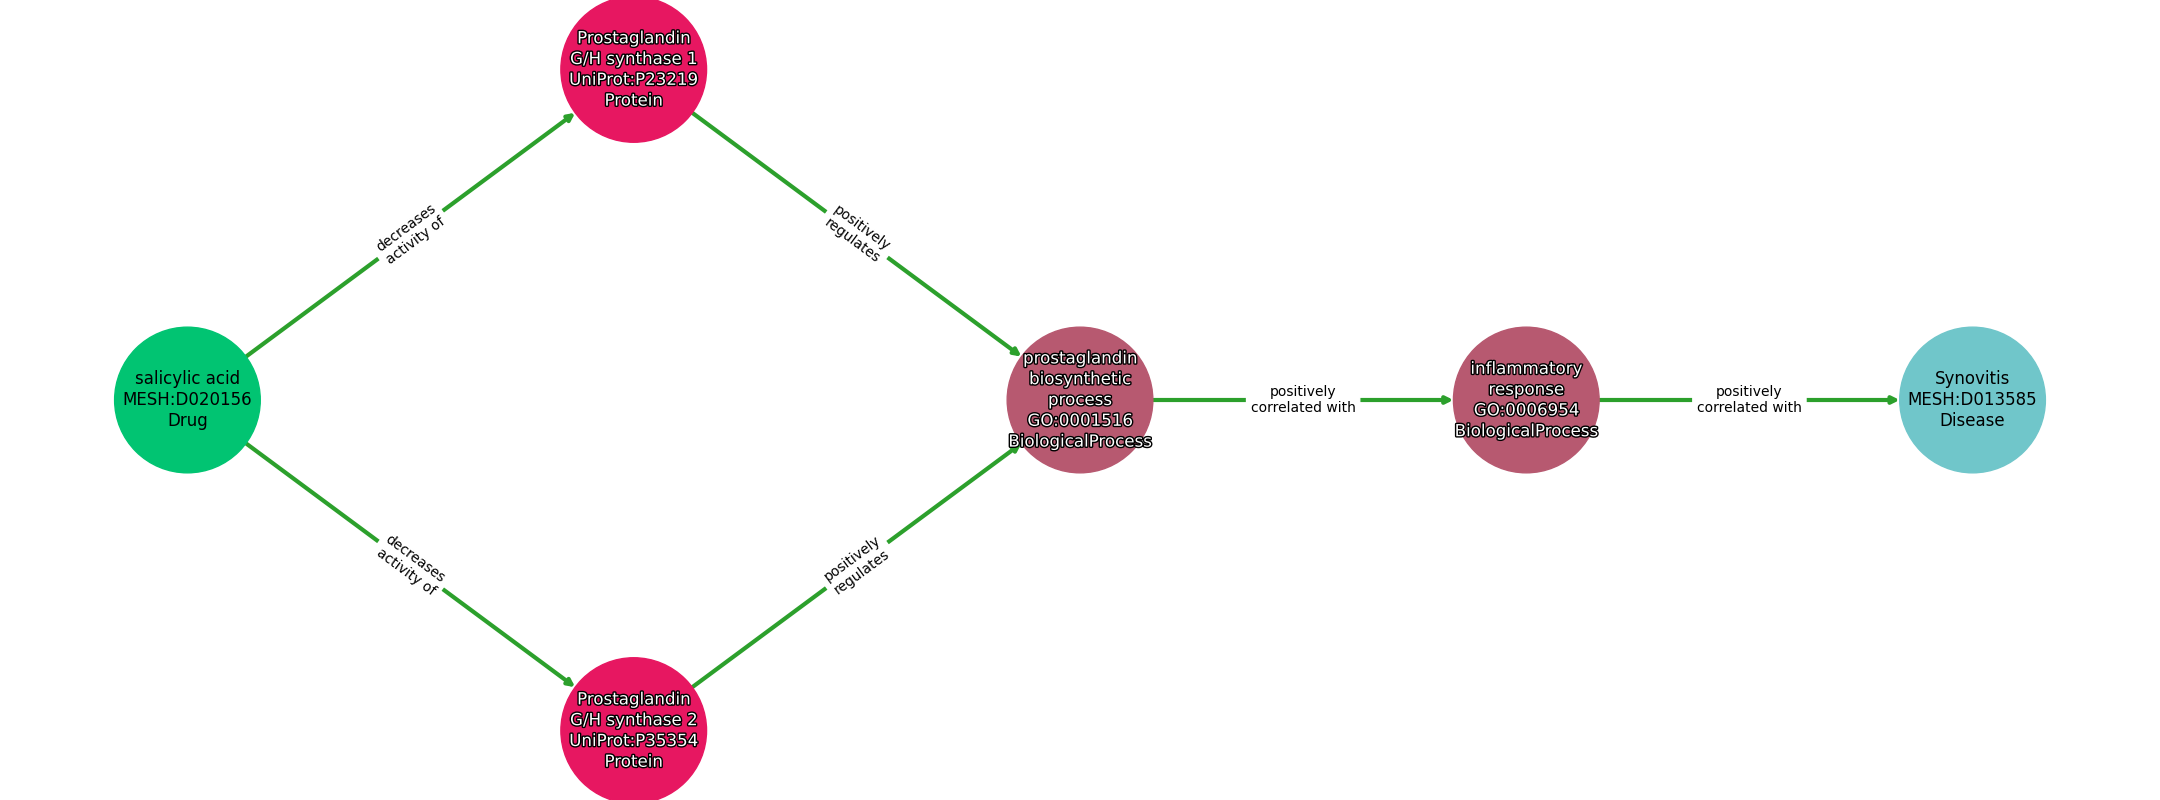 Prostaglandin
G/H synthase 1
UniProt:P23219
Protein
decreases
activity of
positively
regulates
salicylic acid
MESH:D020156
Drug
prostaglandin
biosynthetic
process
GO:0001516
BiologicalProcess
positively
correlated with
inflammatory
response
GO:0006954
BiologicalProcess
positively
correlated with
Synovitis
MESH:D013585
Disease
decreases
activity of
positively
regulates
Prostaglandin
G/H synthase 2
UniProt:P35354
Protein